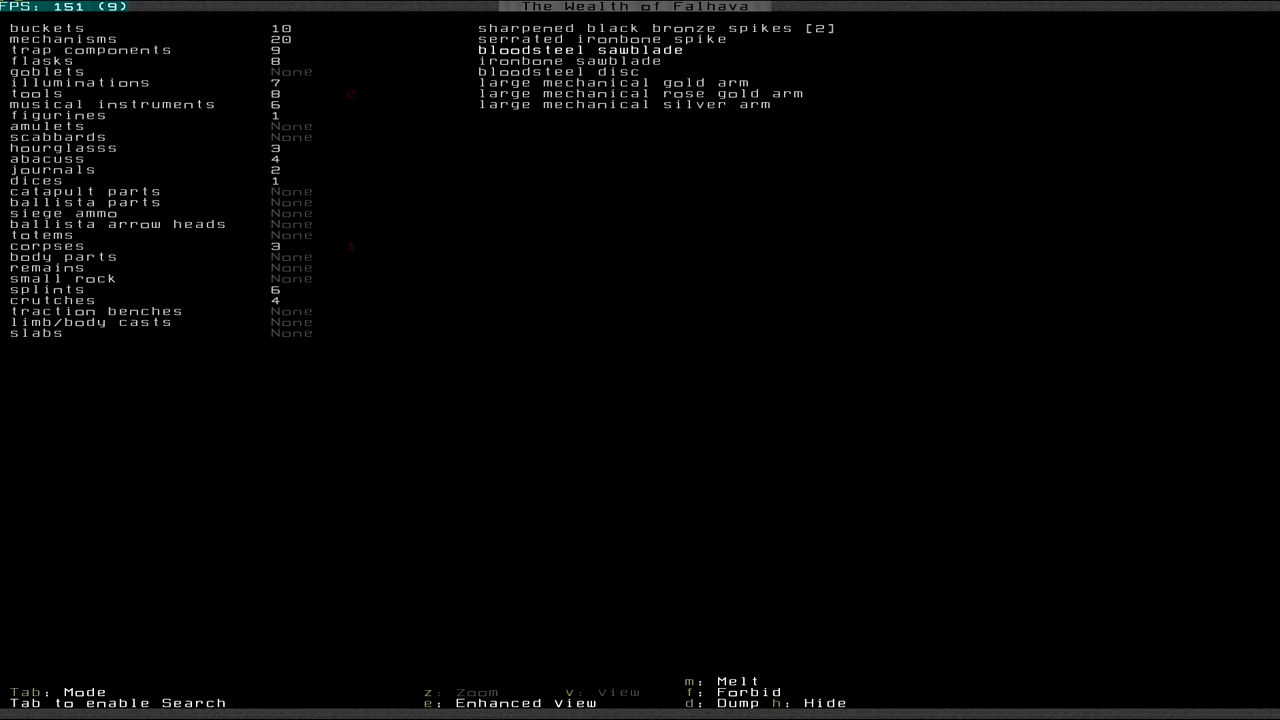 FPS: 151 (9) The Wealth of Falhava
buckets 10 sharpened black bronze spikes [2]
mechanisms 20 serrated ironbone spike
trap components 9 bloodsteel sawblade
flasks 8 ironbone sawblade
goblets None bloodsteel disc
illuminations 7 large mechanical gold arm
tools 8 2 large mechanical rose gold arm
musical instruments 6 large mechanical silver arm
figurines 1
amulets None
scabbards None
hourglasss 3
abacuss 4
journals 2
dices 1
catapult parts None
ballista parts None
siege ammo None
ballista arrow heads None
totems None
corpses 3 1
body parts None
remains None
small rock None
splints 6
crutches 4
traction benches None
limb/body casts None
slabs None
m: Melt
Tab: Mode z: Zoom v: View f: Forbid
Tab to enable Search e: Enhanced View d: Dump h: Hide